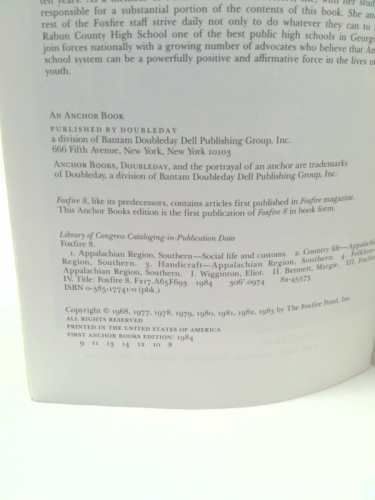 responsible for a substantial portion of the contents of this book. She an
rest of the Foxfire staff strive daily not only to do whatever they can to
Rabun County High School one of the best public high schools in Georgi
join forces nationally with a growing number of advocates who believe that Am
school system can be a powerfully positive and affirmative force in the lives o
youth.
AN ANCHOR BOOK
PUBLISHED BY DOUBLEDAY
a division of Bantam Doubleday Dell Publishing Group, Inc.
666 Fifth Avenue, New York, New York 10103
ANCHOR BOOKS, DOUBLEDAY, and the portrayal of an anchor are trademarks
of Doubleday, a division of Bantam Doubleday Dell Publishing Group, Inc.
Foxfire 8, like its predecessors, contains articles first published in Foxfire magazine.
This Anchor Books edition is the first publication of Foxfire 8 in book form.
Library of Congress Cataloging-in-Publication Data
Foxfire 8.
1. Appalachian Region, Southern—Social life and customs. 2. Country life—Appalach
Region, Southern. 3. Handicraft—Appalachian Region, Southern. 4. Folklore
Appalachian Region, Southern. I. Wigginton, Eliot. II. Bennett, Margie. III. Foxfir
IV. Title: Foxfire 8. F217.A65F693 1984 306'.0974 82-45573
ISBN 0-385-17741-0 (pbk.)
Copyright © 1968, 1977, 1978, 1979, 1980, 1981, 1982, 1983 by The Foxfire Fund, Inc.
ALL RIGHTS RESERVED
PRINTED IN THE UNITED STATES OF AMERICA
FIRST ANCHOR BOOKS EDITION: 1984
9 11 13 14 12 10 8